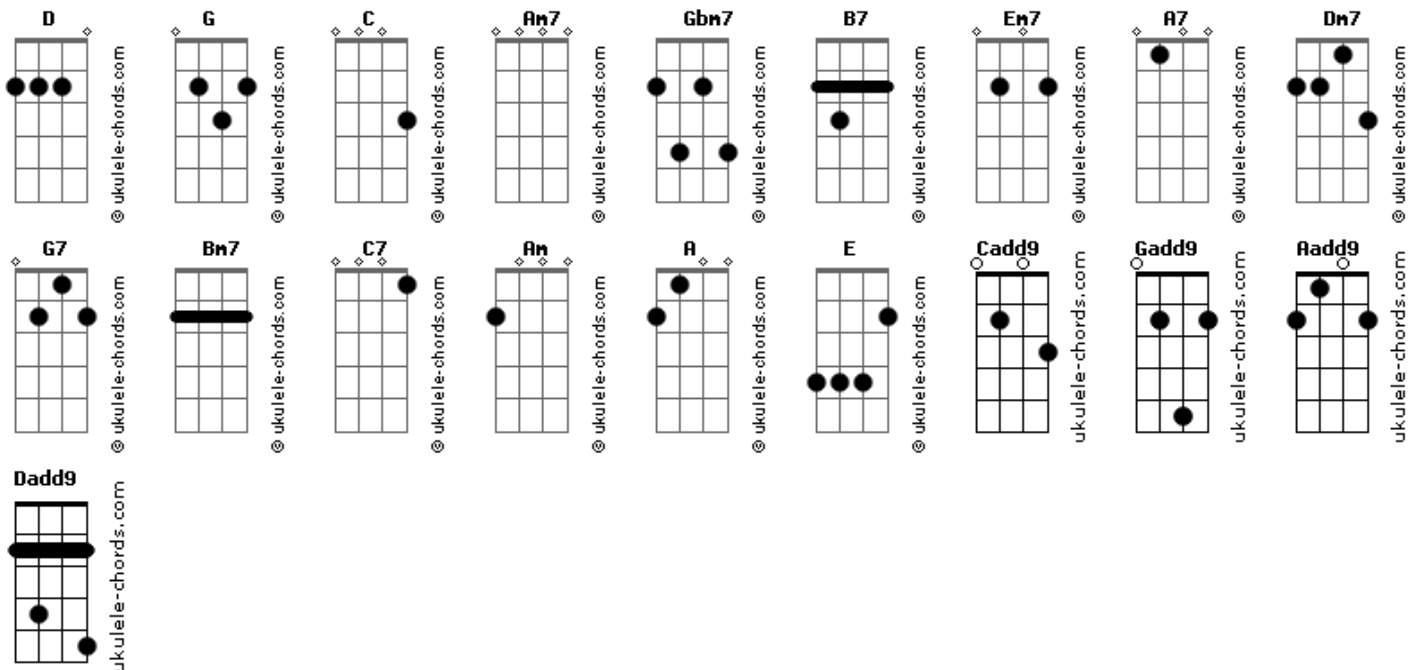 D G C Am7 Gbm7 B7 Em7 A7 Dm7
© ukulele-chords.com © ukulele-chords.com © ukulele-chords.com © ukulele-chords.com © ukulele-chords.com © ukulele-chords.com © ukulele-chords.com © ukulele-chords.com © ukulele-chords.com
G7 Bm7 C7 Am A E Cadd9 Gadd9 Aadd9
© ukulele-chords.com © ukulele-chords.com © ukulele-chords.com © ukulele-chords.com © ukulele-chords.com © ukulele-chords.com ukulele-chords.com ukulele-chords.com ukulele-chords.com
Dadd9
ukulele-chords.com